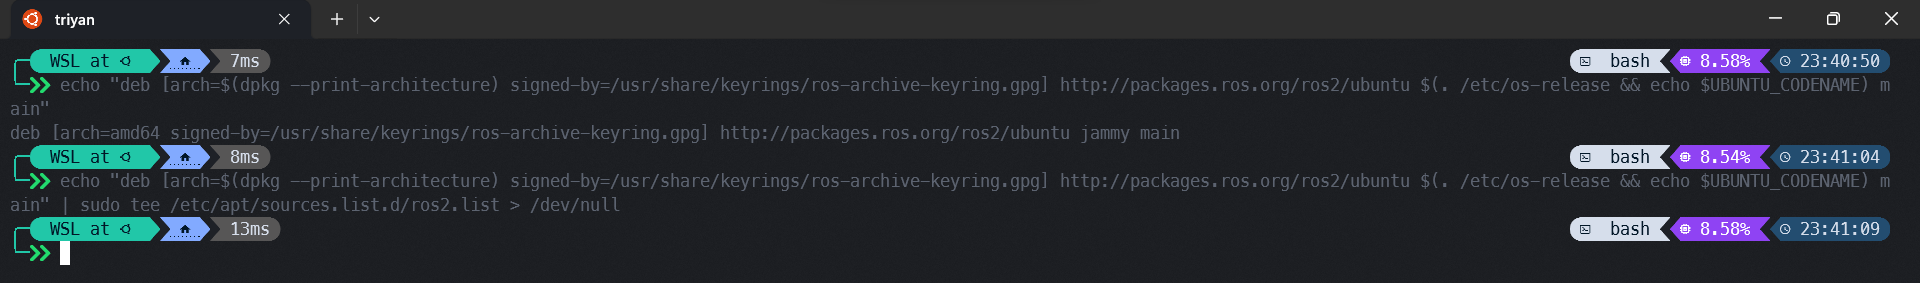 triyan
WSL at 7ms bash 8.58% 23:40:50
echo "deb [arch=$(dpkg --print-architecture) signed-by=/usr/share/keyrings/ros-archive-keyring.gpg] http://packages.ros.org/ros2/ubuntu $(. /etc/os-release && echo $UBUNTU_CODENAME) m
ain"
deb [arch=amd64 signed-by=/usr/share/keyrings/ros-archive-keyring.gpg] http://packages.ros.org/ros2/ubuntu jammy main
WSL at 8ms bash 8.54% 23:41:04
echo "deb [arch=$(dpkg --print-architecture) signed-by=/usr/share/keyrings/ros-archive-keyring.gpg] http://packages.ros.org/ros2/ubuntu $(. /etc/os-release && echo $UBUNTU_CODENAME) m
ain" | sudo tee /etc/apt/sources.list.d/ros2.list > /dev/null
WSL at 13ms bash 8.58% 23:41:09